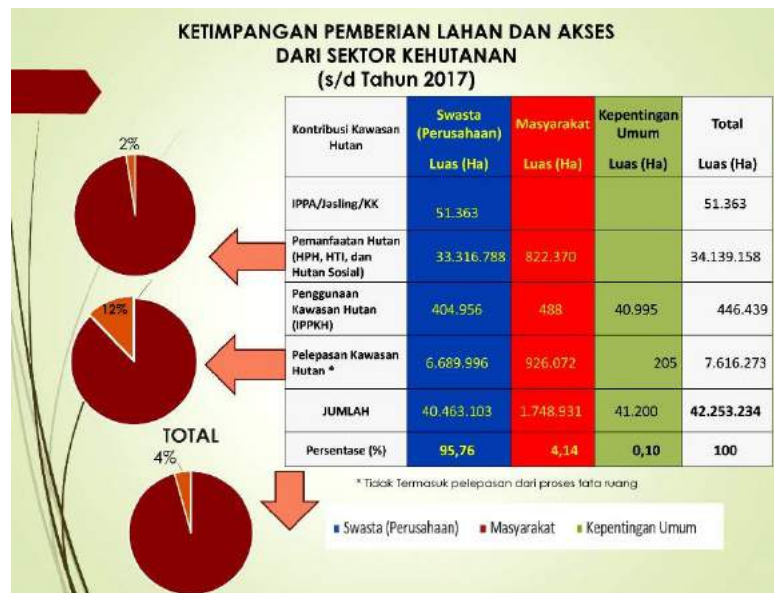 KETIMPANGAN PEMBERIAN LAHAN DAN AKSES
DARI SEKTOR KEHUTANAN
(s/d Tahun 2017)
Kontribusi Kawasan
Hutan
Swasta
(Perusahaan)
Luas (Ha)
Masyarakat
Luas (Ha)
Kepentingan
Umum
Luas (Ha)
Total
Luas (Ha)
IPPA/Jasling/KK
51.363
51.363
Pemanfaatan Hutan
(HPH, HTI, dan
Hutan Sosial)
33.316.788
822.370
34.139.158
Penggunaan
Kawasan Hutan
(IPPKH)
404.956
488
40.995
446.439
Pelepasan Kawasan
Hutan *
6.689.996
926.072
205
7.616.273
JUMLAH
40.463.103
1.748.931
41.200
42.253.234
Persentase (%)
95,76
4,14
0,10
100
2%
12%
TOTAL
4%
* Tidak Termasuk pelepasan dari proses tata ruang
Swasta (Perusahaan)
Masyarakat
Kepentingan Umum